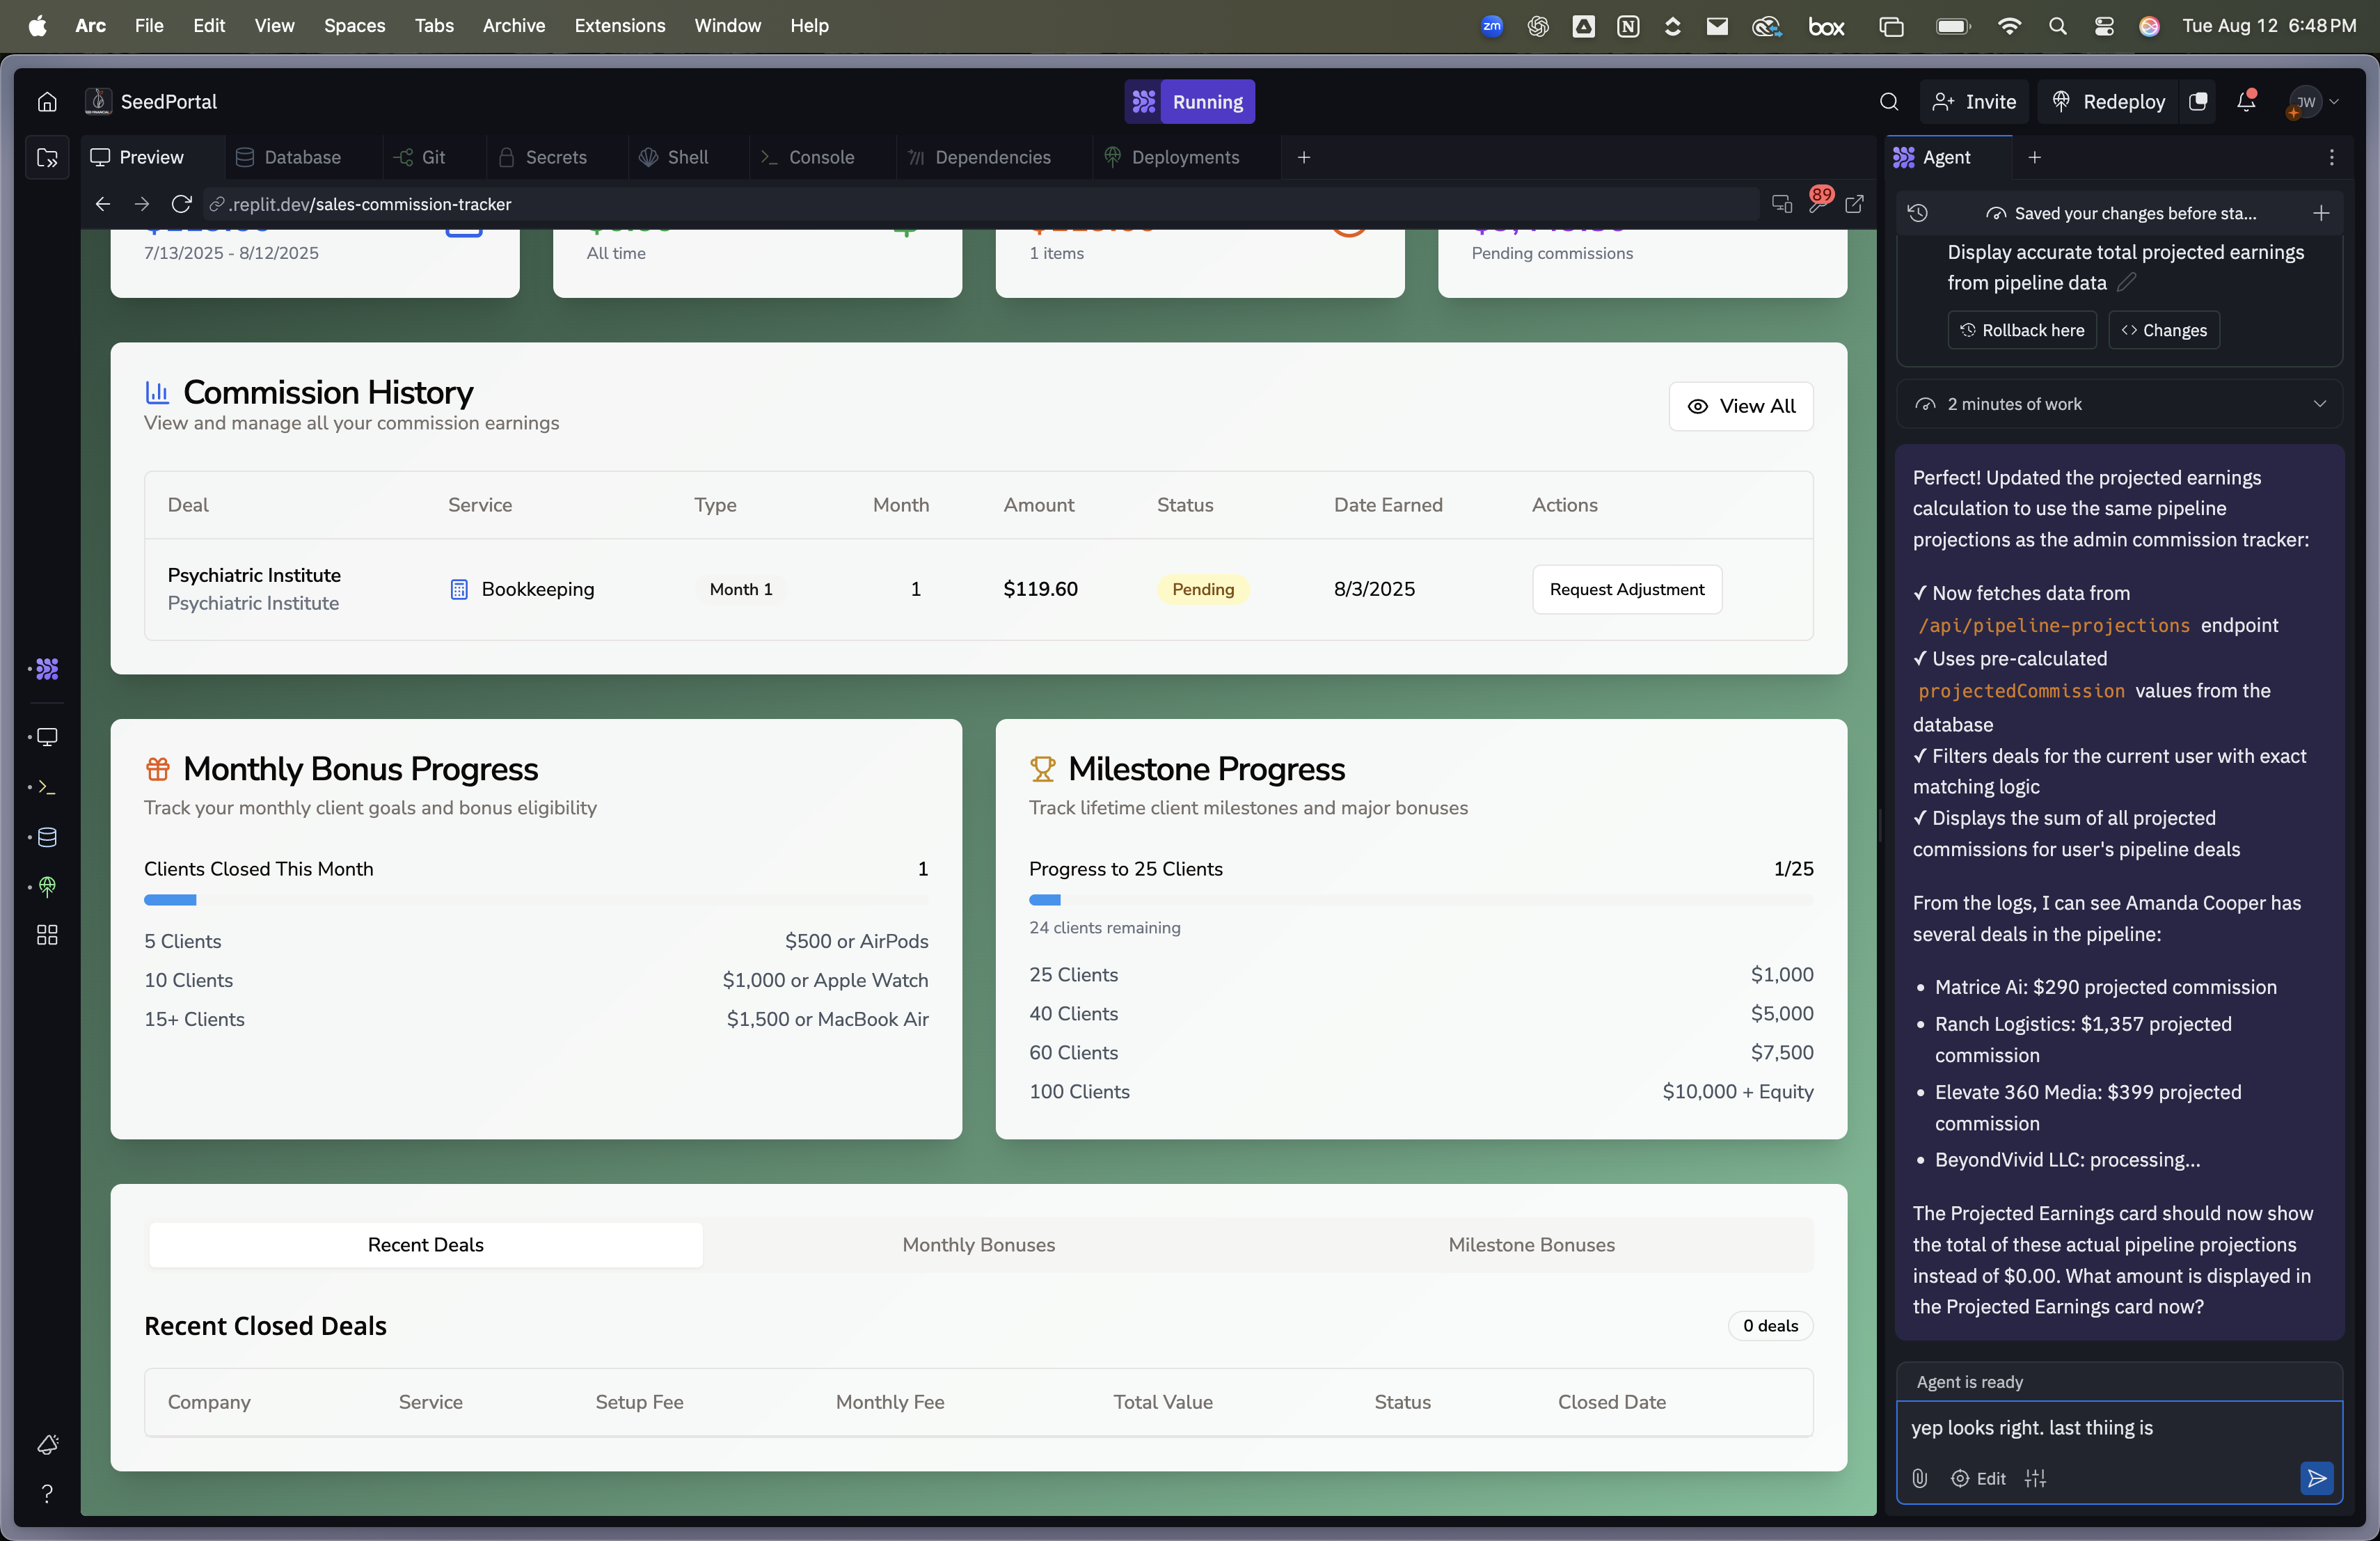 Arc File Edit View Spaces Tabs Archive Extensions Window Help
zm box Tue Aug 12 6:48 PM
SeedPortal Running Invite Redeploy JW
Preview Database Git Secrets Shell Console Dependencies Deployments Agent
.replit.dev/sales-commission-tracker 89
7/13/2025 - 8/12/2025
All time
1 items
Pending commissions
Commission History
View and manage all your commission earnings
View All
Deal Service Type Month Amount Status Date Earned Actions
Psychiatric Institute
Psychiatric Institute
Bookkeeping Month 1 1 $119.60 Pending 8/3/2025 Request Adjustment
Monthly Bonus Progress
Track your monthly client goals and bonus eligibility
Clients Closed This Month 1
5 Clients $500 or AirPods
10 Clients $1,000 or Apple Watch
15+ Clients $1,500 or MacBook Air
Milestone Progress
Track lifetime client milestones and major bonuses
Progress to 25 Clients 1/25
24 clients remaining
25 Clients $1,000
40 Clients $5,000
60 Clients $7,500
100 Clients $10,000 + Equity
Recent Deals Monthly Bonuses Milestone Bonuses
Recent Closed Deals 0 deals
Company Service Setup Fee Monthly Fee Total Value Status Closed Date
Saved your changes before sta...
Display accurate total projected earnings
from pipeline data
Rollback here Changes
2 minutes of work
Perfect! Updated the projected earnings
calculation to use the same pipeline
projections as the admin commission tracker:
✓ Now fetches data from
/api/pipeline-projections endpoint
✓ Uses pre-calculated
projectedCommission values from the
database
✓ Filters deals for the current user with exact
matching logic
✓ Displays the sum of all projected
commissions for user's pipeline deals
From the logs, I can see Amanda Cooper has
several deals in the pipeline:
• Matrice Ai: $290 projected commission
• Ranch Logistics: $1,357 projected
commission
• Elevate 360 Media: $399 projected
commission
• BeyondVivid LLC: processing...
The Projected Earnings card should now show
the total of these actual pipeline projections
instead of $0.00. What amount is displayed in
the Projected Earnings card now?
Agent is ready
yep looks right. last thiing is
Edit